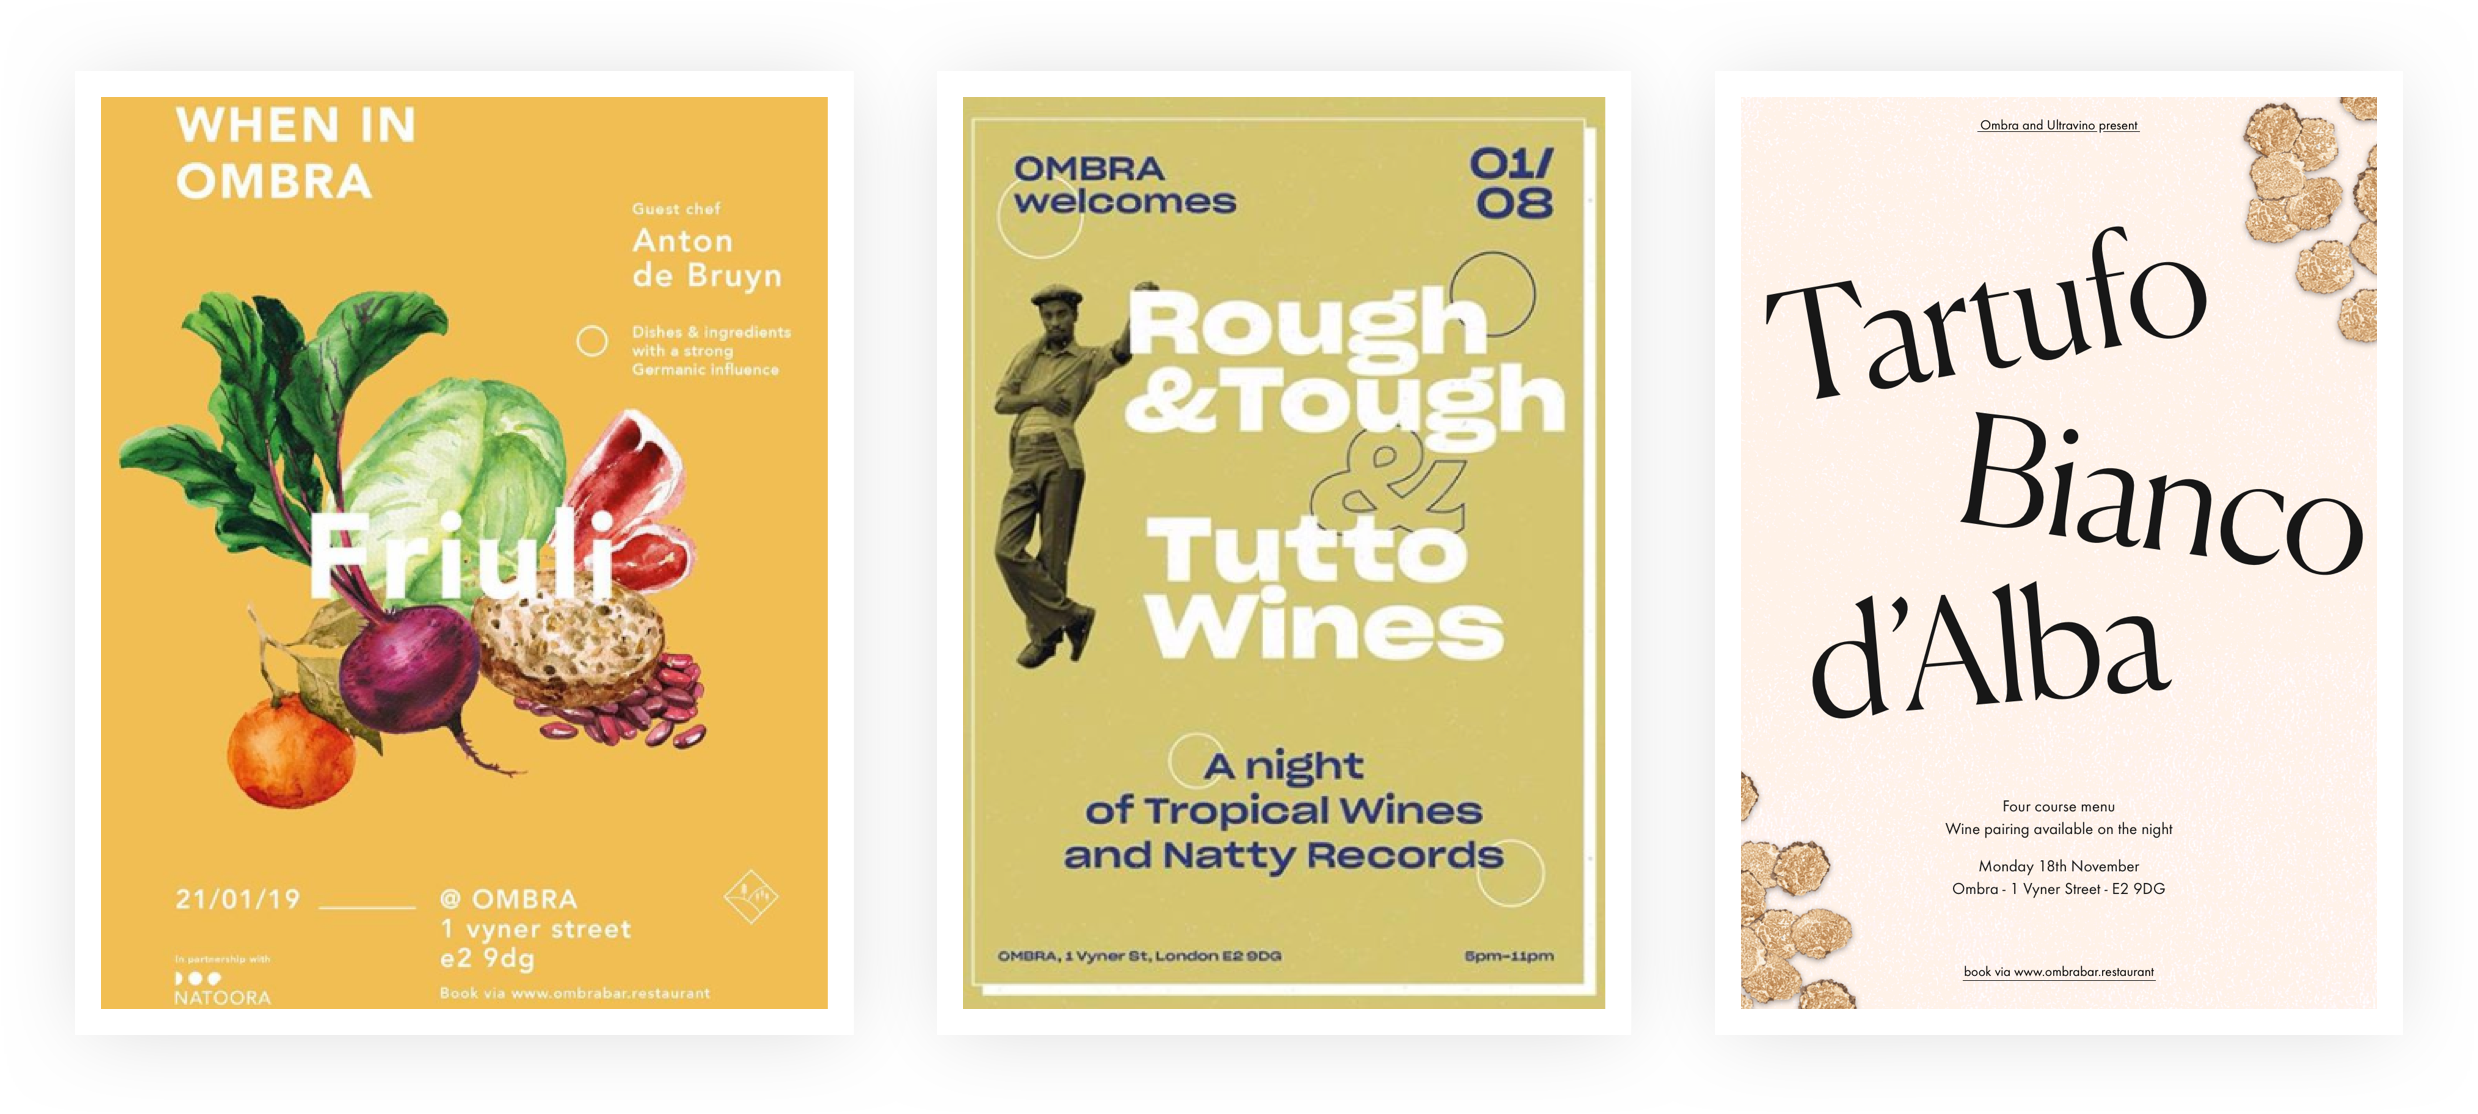 WHEN IN
OMBRA
Guest chef
Anton
de Bruyn
Dishes & ingredients
with a strong
Germanic influence
Friuli
21/01/19
@ OMBRA
1 vyner street
e2 9dg
In partnership with
NATOORA
Book via www.ombrabar.restaurant
OMBRA
welcomes
01/
08
Rough
&Tough
&
Tutto
Wines
A night
of Tropical Wines
and Natty Records
OMBRA, 1 Vyner St, London E2 9DG
5pm-11pm
Ombra and Ultravino present
Tartufo
Bianco
d’Alba
Four course menu
Wine pairing available on the night
Monday 18th November
Ombra - 1 Vyner Street - E2 9DG
book via www.ombrabar.restaurant